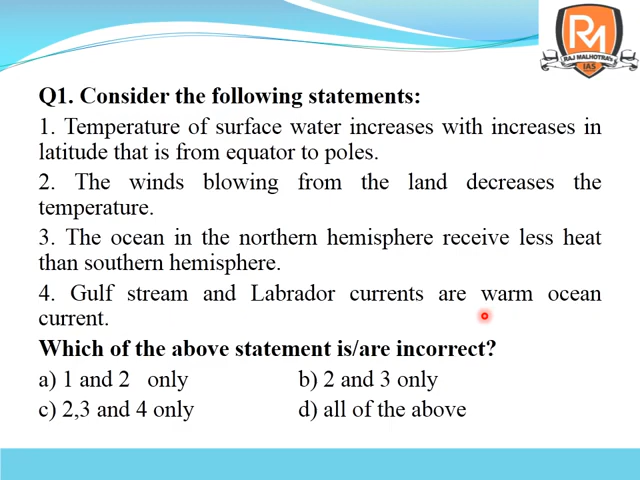 RM
RAJ MALHOTRA'S
IAS
Q1. Consider the following statements:
1. Temperature of surface water increases with increases in
latitude that is from equator to poles.
2. The winds blowing from the land decreases the
temperature.
3. The ocean in the northern hemisphere receive less heat
than southern hemisphere.
4. Gulf stream and Labrador currents are warm ocean
current.
Which of the above statement is/are incorrect?
a) 1 and 2 only b) 2 and 3 only
c) 2,3 and 4 only d) all of the above